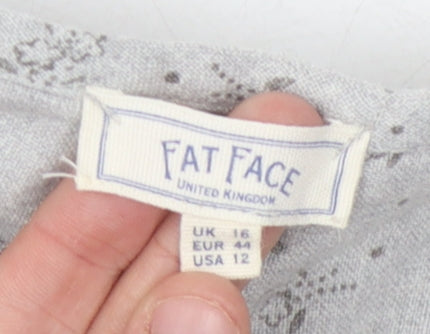 FAT FACE
UNITED KINGDOM
UK 16
EUR 44
USA 12